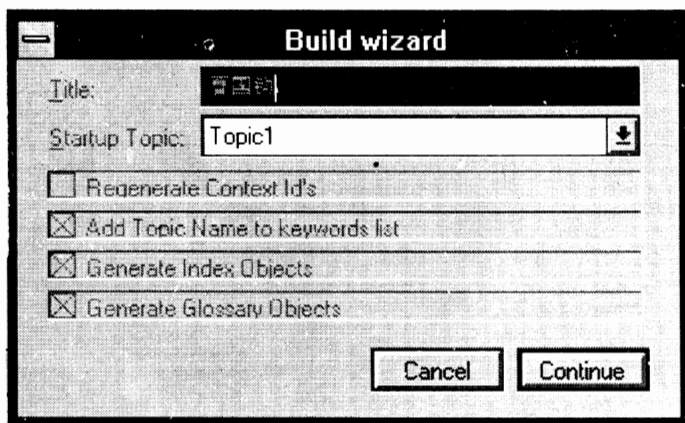 Build wizard
Title:
Startup Topic: Topic1
Regenerate Context Id's
Add Topic Name to keywords list
Generate Index Objects
Generate Glossary Objects
Cancel Continue